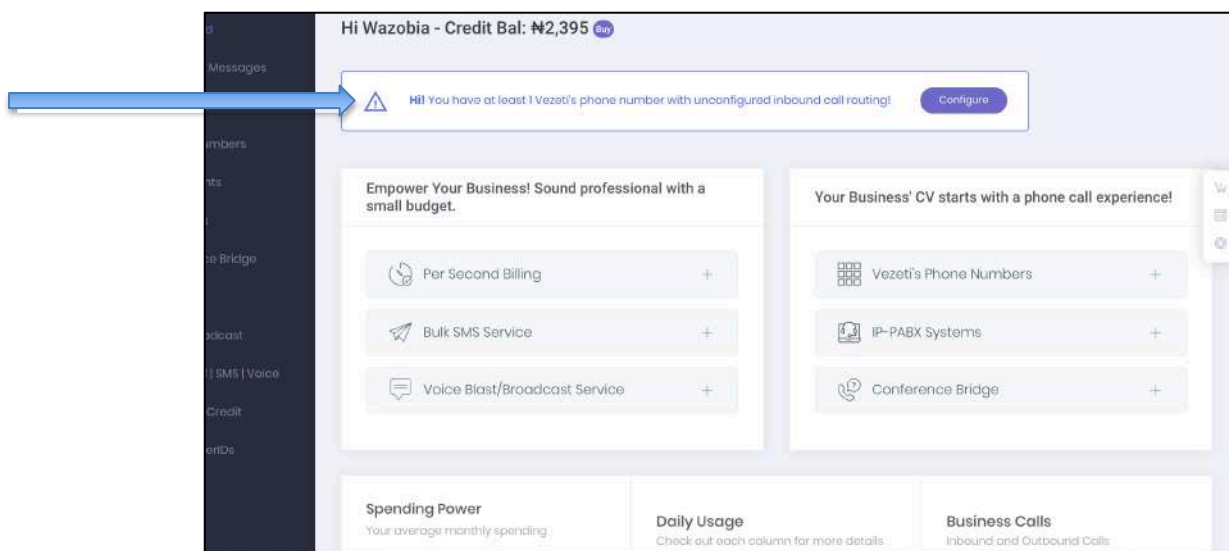 Hi Wazobia - Credit Bal: ₦2,395 Buy
Messages
Hi! You have at least 1 Vezeti's phone number with unconfigured inbound call routing!
Configure
Empower Your Business! Sound professional with a
small budget.
Per Second Billing
Bulk SMS Service
Voice Blast/Broadcast Service
Your Business' CV starts with a phone call experience!
Vezeti's Phone Numbers
IP-PABX Systems
Conference Bridge
Bridge
| SMS | Voice
Credit
Spending Power
Your average monthly spending
Daily Usage
Check out each column for more details
Business Calls
Inbound and Outbound Calls